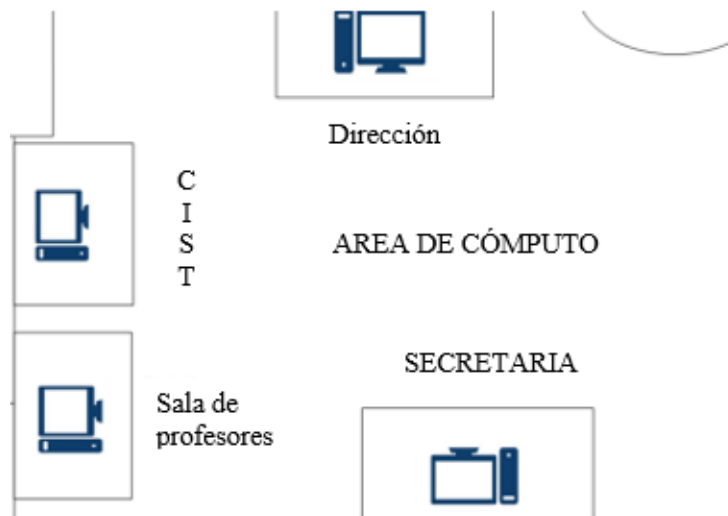 Dirección
C
I
S
T
AREA DE CÓMPUTO
SECRETARIA
Sala de
profesores